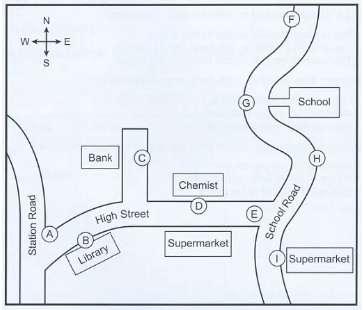 F
N
W E
S
G
School
Bank
C
H
Chemist
Station Road
High Street
D
E
School Road
A
B
Library
Supermarket
I
Supermarket